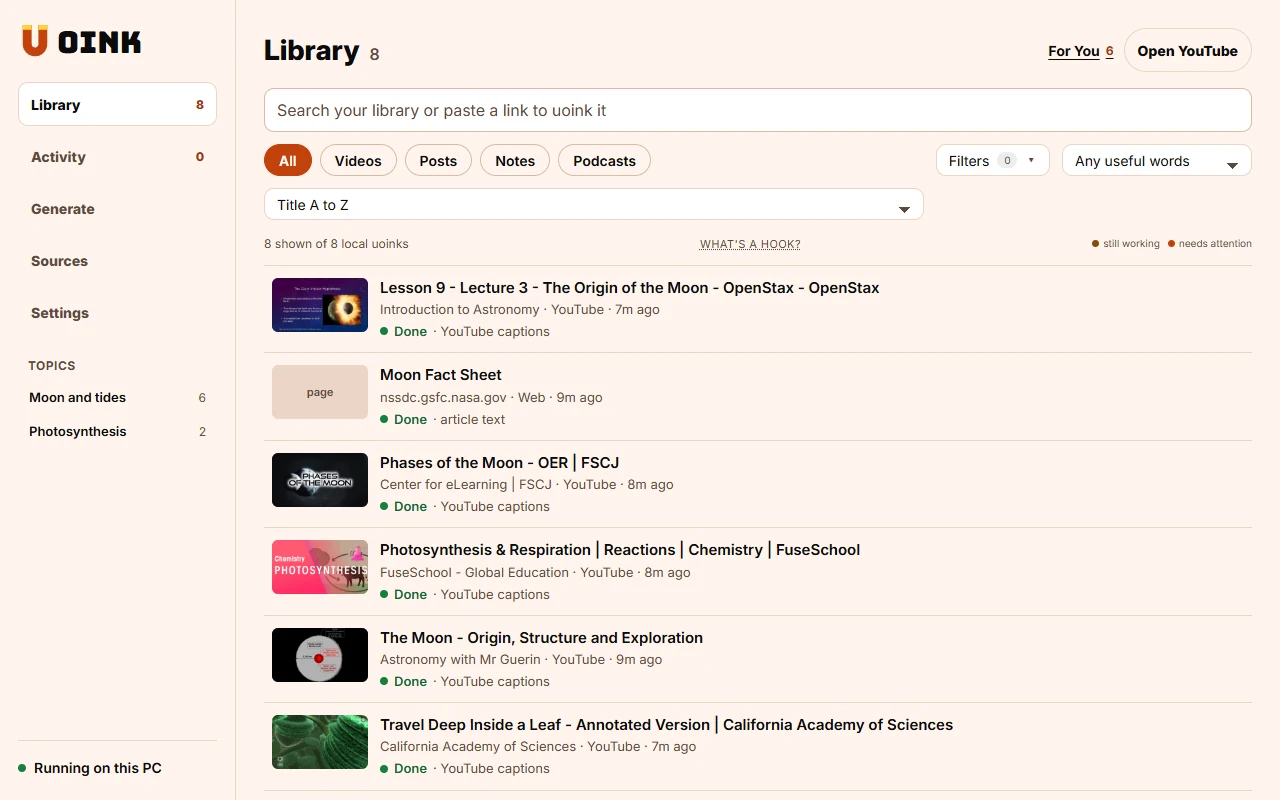 OINK
Library 8
Activity 0
Generate
Sources
Settings
TOPICS
Moon and tides 6
Photosynthesis 2
Running on this PC
Library 8
For You 6
Open YouTube
Search your library or paste a link to uoink it
All
Videos
Posts
Notes
Podcasts
Filters 0
Any useful words
Title A to Z
8 shown of 8 local uoinks
WHAT'S A HOOK?
still working
needs attention
Lesson 9 - Lecture 3 - The Origin of the Moon - OpenStax - OpenStax
Introduction to Astronomy · YouTube · 7m ago
Done · YouTube captions
page
Moon Fact Sheet
nssdc.gsfc.nasa.gov · Web · 9m ago
Done · article text
PHASES
OF THE MOON
Phases of the Moon - OER | FSCJ
Center for eLearning | FSCJ · YouTube · 8m ago
Done · YouTube captions
Chemistry
PHOTOSYNTHESIS
Photosynthesis & Respiration | Reactions | Chemistry | FuseSchool
FuseSchool - Global Education · YouTube · 8m ago
Done · YouTube captions
The Moon - Origin, Structure and Exploration
Astronomy with Mr Guerin · YouTube · 9m ago
Done · YouTube captions
Travel Deep Inside a Leaf - Annotated Version | California Academy of Sciences
California Academy of Sciences · YouTube · 7m ago
Done · YouTube captions